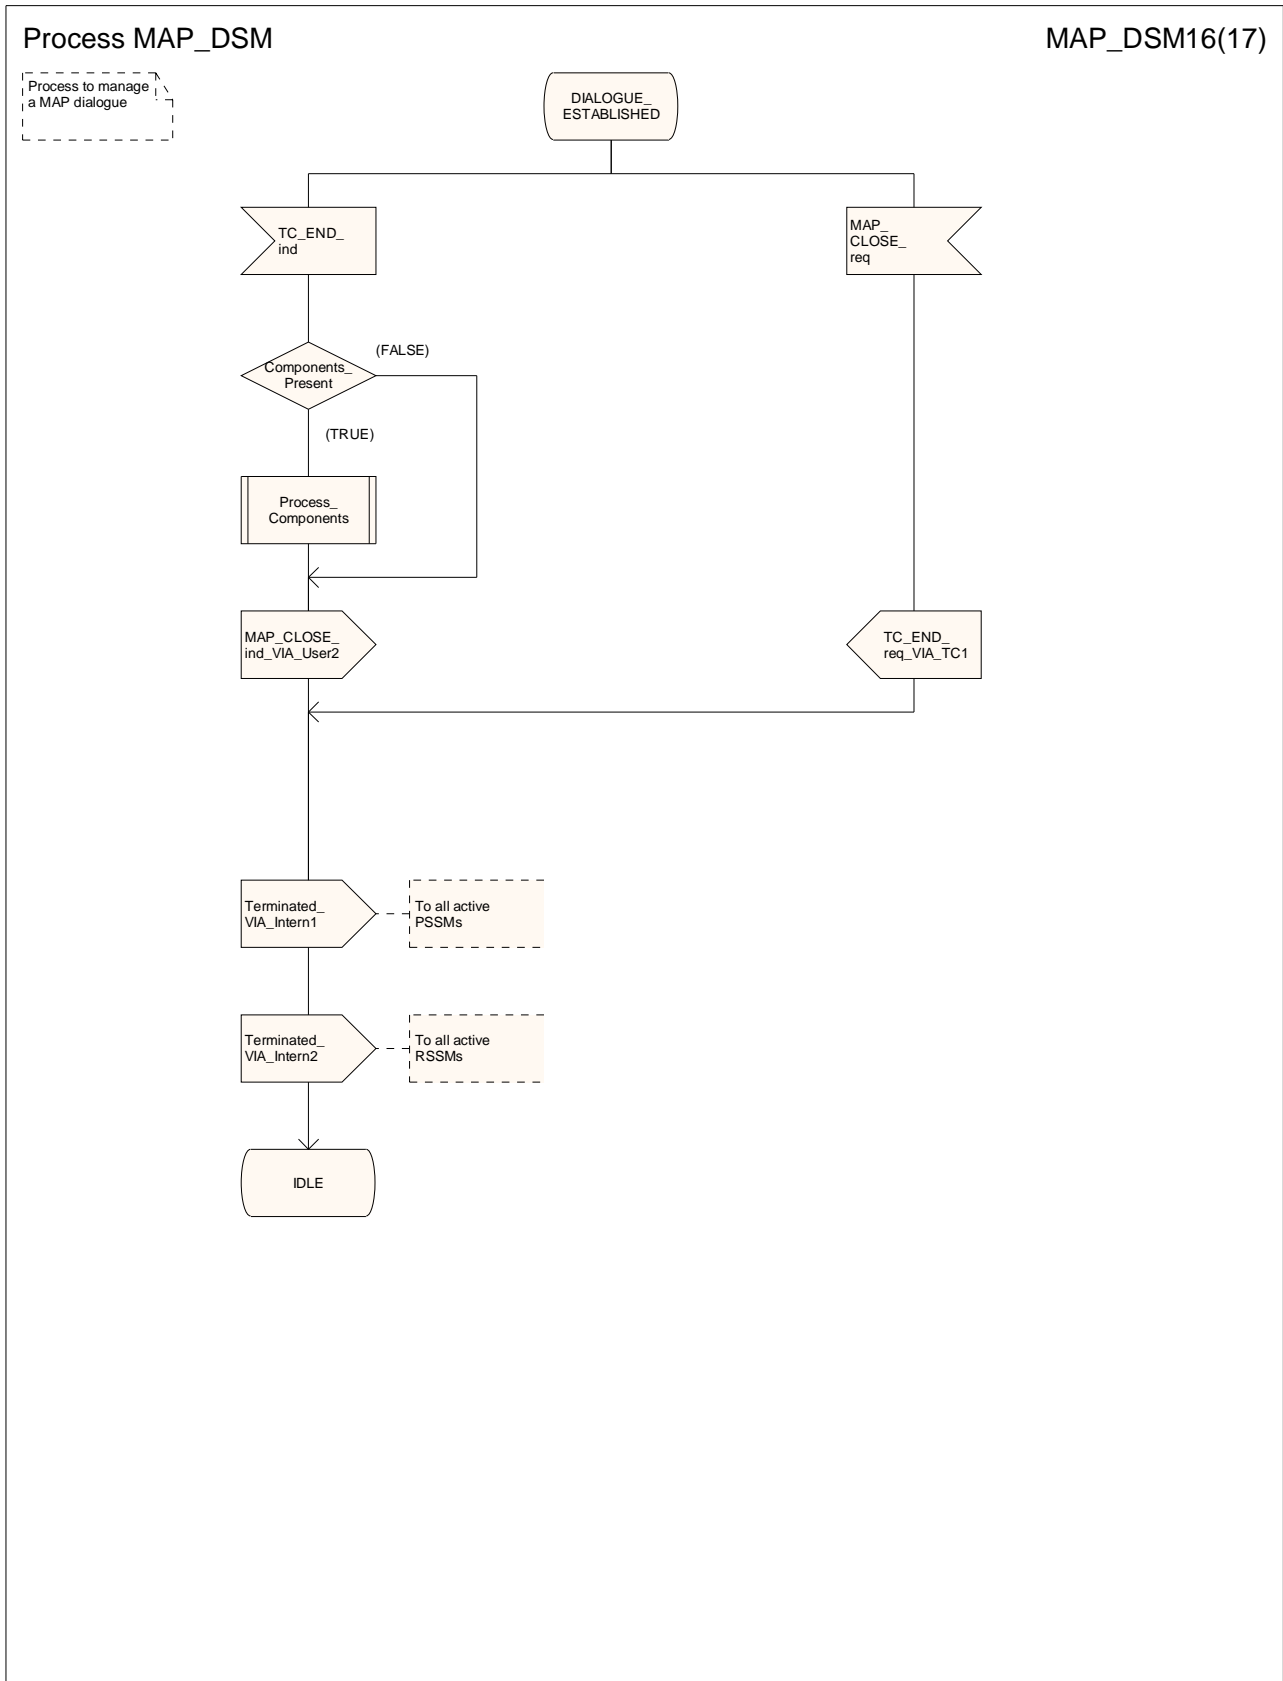 Process MAP_DSM
MAP_DSM16(17)
Process to manage
a MAP dialogue
DIALOGUE_
ESTABLISHED
TC_END_
ind
MAP_
CLOSE_
req
Components_
Present
(FALSE)
(TRUE)
Process_
Components
MAP_CLOSE_
ind_VIA_User2
TC_END_
req_VIA_TC1
Terminated_
VIA_Intern1
To all active
PSSMs
Terminated_
VIA_Intern2
To all active
RSSMs
IDLE